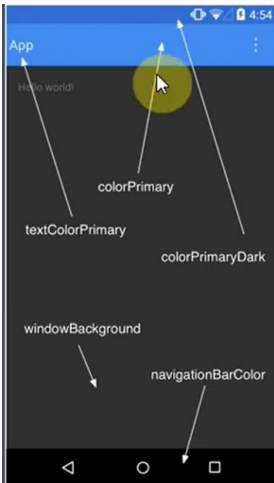 4:54
App
Hello world!
colorPrimary
textColorPrimary
colorPrimaryDark
windowBackground
navigationBarColor